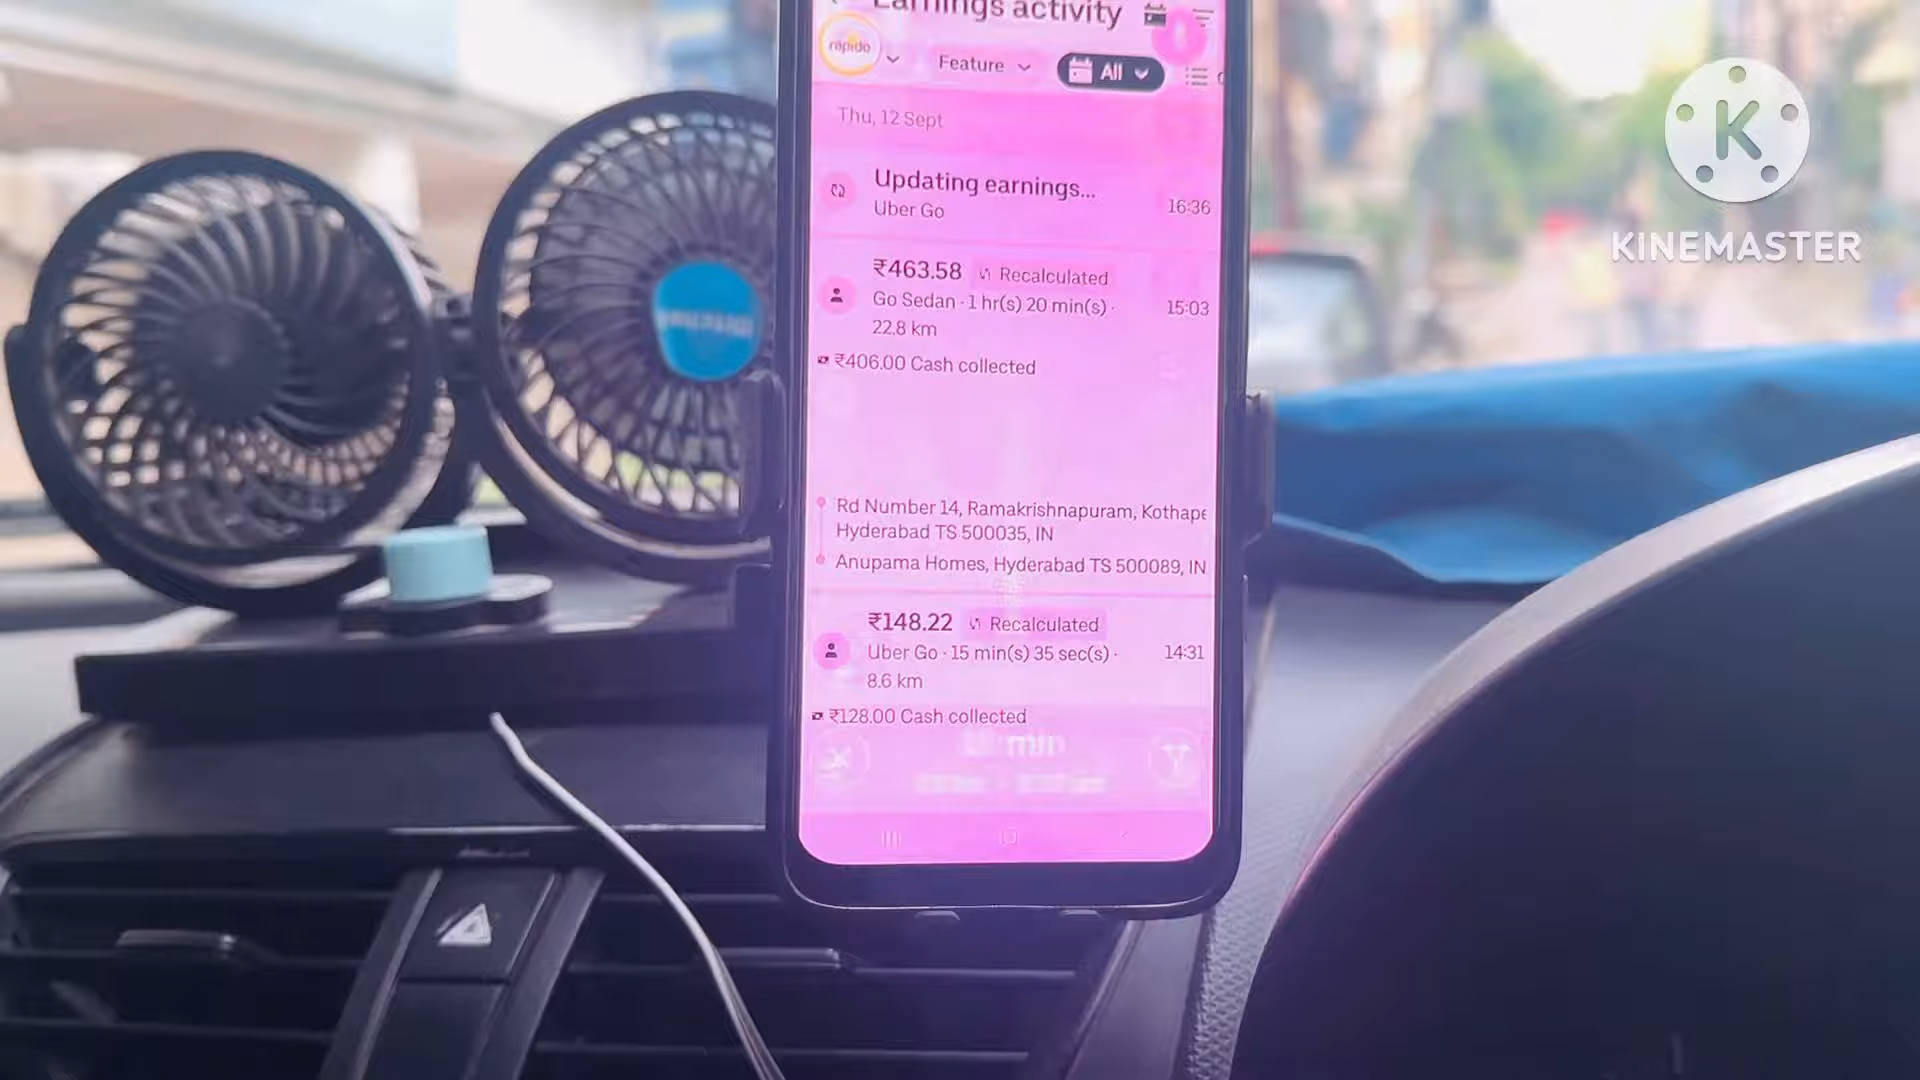 Earnings activity
rapido
Feature
All
Thu, 12 Sept
Updating earnings...
Uber Go
16:36
₹463.58 Recalculated
Go Sedan · 1 hr(s) 20 min(s) ·
15:03
22.8 km
₹406.00 Cash collected
Rd Number 14, Ramakrishnapuram, Kothape
Hyderabad TS 500035, IN
Anupama Homes, Hyderabad TS 500089, IN
₹148.22 Recalculated
Uber Go · 15 min(s) 35 sec(s) ·
14:31
8.6 km
₹128.00 Cash collected
min
K
KINEMASTER